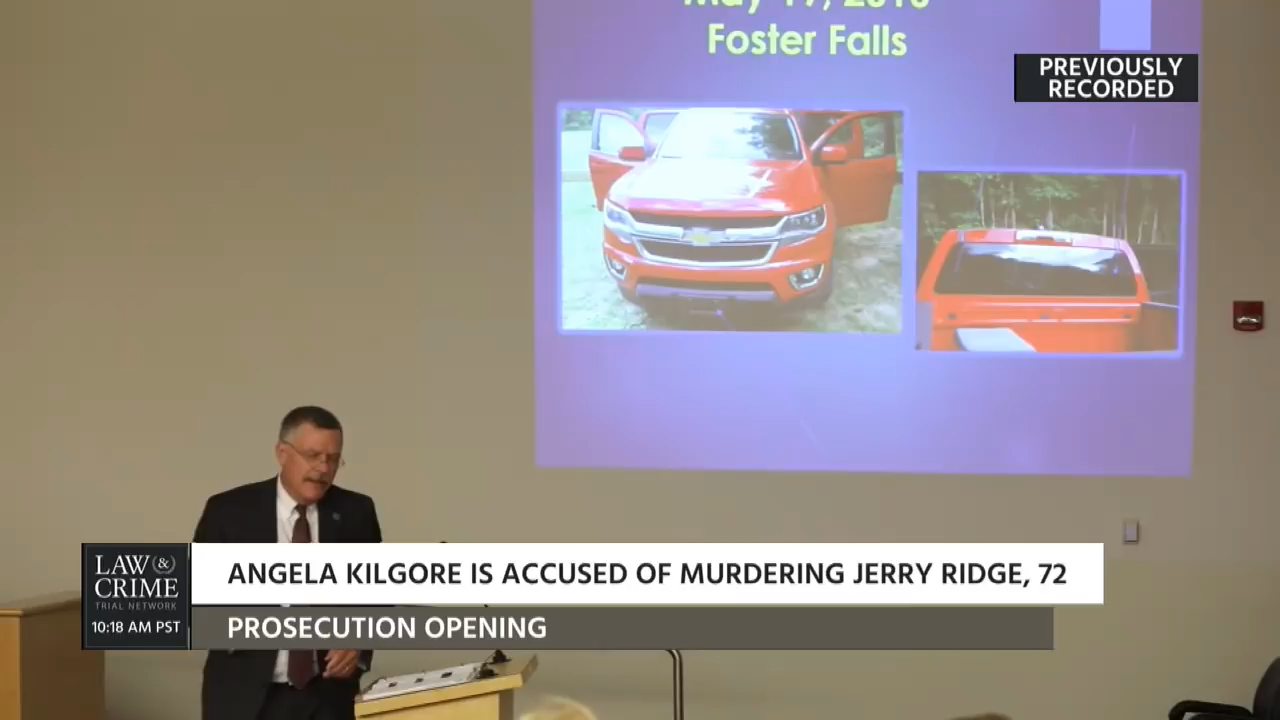 Foster Falls
PREVIOUSLY
RECORDED
LAW &
CRIME
TRIAL NETWORK
10:18 AM PST
ANGELA KILGORE IS ACCUSED OF MURDERING JERRY RIDGE, 72
PROSECUTION OPENING